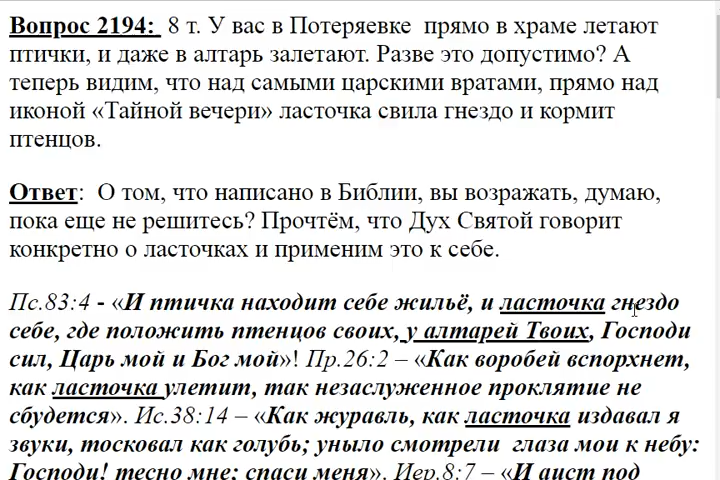 Вопрос 2194: 8 т. У вас в Потеряевке прямо в храме летают
птички, и даже в алтарь залетают. Разве это допустимо? А
теперь видим, что над самыми царскими вратами, прямо над
иконой «Тайной вечери» ласточка свила гнездо и кормит
птенцов.
Ответ: О том, что написано в Библии, вы возражать, думаю,
пока еще не решитесь? Прочтём, что Дух Святой говорит
конкретно о ласточках и применим это к себе.
Пс.83:4 - «И птичка находит себе жильё, и ласточка гнездо
себе, где положить птенцов своих, у алтарей Твоих, Господи
сил, Царь мой и Бог мой»! Пр.26:2 – «Как воробей вспорхнет,
как ласточка улетит, так незаслуженное проклятие не
сбудется». Ис.38:14 – «Как журавль, как ласточка издавал я
звуки, тосковал как голубь; уныло смотрели глаза мои к небу:
Господи! тесно мне; спаси меня». Иер.8:7 – «И аист под